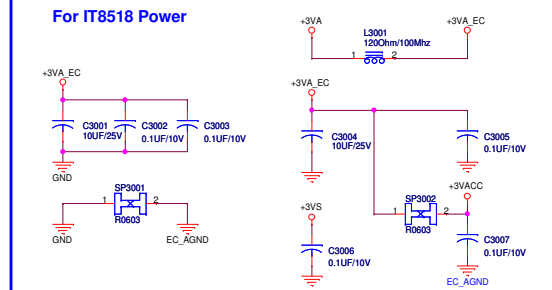 For IT8518 Power
+3VA
+3VA_EC
L3001
120Ohm/100Mhz
1
2
+3VA_EC
C3001
10UF/25V
C3002
0.1UF/10V
C3003
0.1UF/10V
GND
+3VA_EC
C3004
10UF/25V
C3005
0.1UF/10V
SP3001
1
2
R0603
GND
EC_AGND
+3VACC
SP3002
1
2
R0603
+3VS
C3006
0.1UF/10V
C3007
0.1UF/10V
EC_AGND